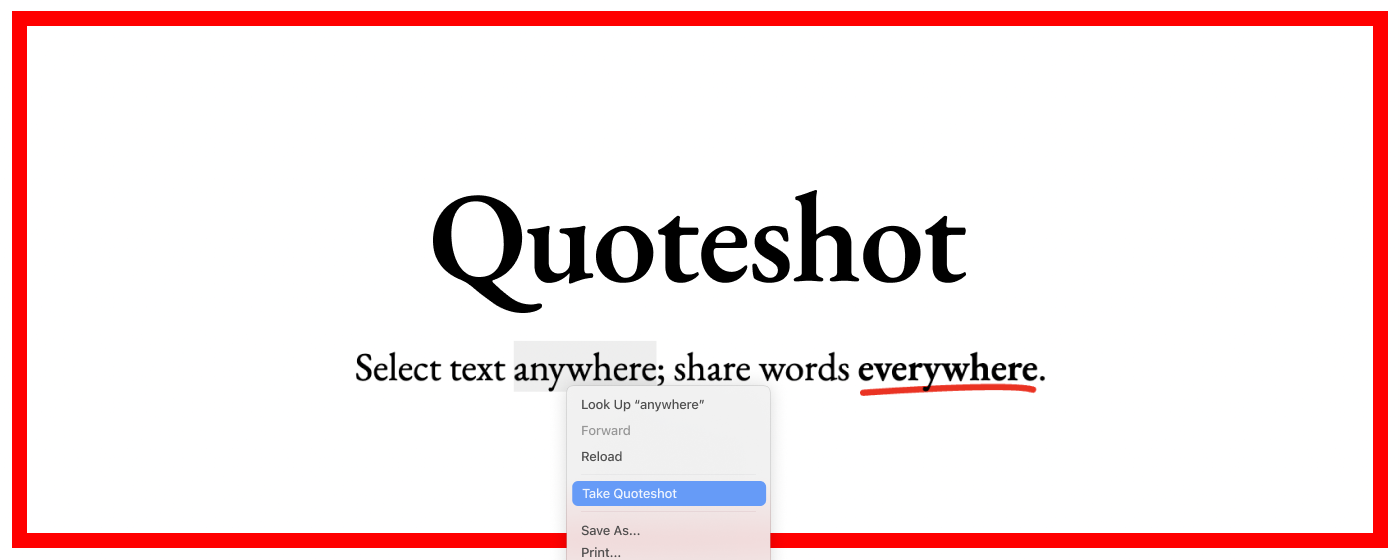 Quoteshot
Select text anywhere; share words everywhere.
Look Up “anywhere”
Forward
Reload
Take Quoteshot
Save As...
Print...